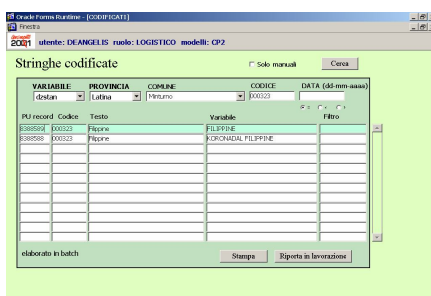 Oracle Forms Runtime - [CODIFICATI]
Finestra
2001 utente: DEANGELIS ruolo: LOGISTICO modelli: CP2
Stringhe codificate
Solo manuali
Cerca
VARIABILE PROVINCIA COMUNE CODICE DATA (dd-mm-aaaa)
dzstan Latina Minturno 000323
PU record Codice Testo Variabile Filtro
8388589 000323 Filippine FILIPPINE
8388588 000323 Filippine KORONADAL FILIPPINE
elaborato in batch
Stampa
Riporta in lavorazione